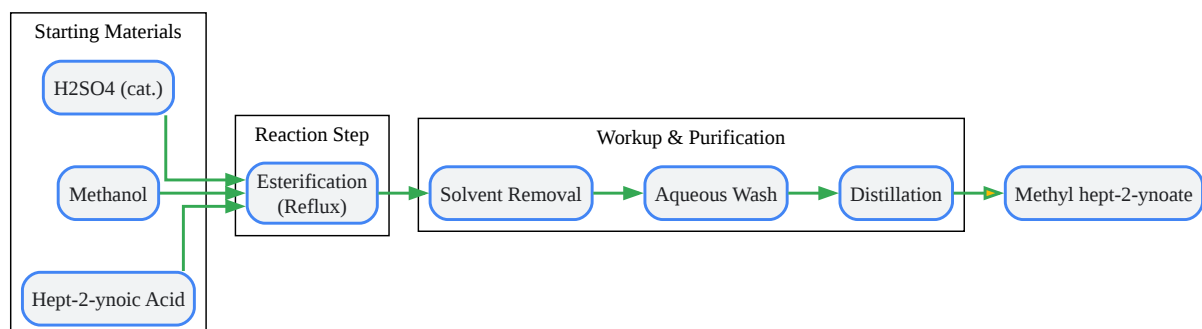 Starting Materials
H2SO4 (cat.)
Methanol
Hept-2-ynoic Acid
Reaction Step
Esterification
(Reflux)
Workup & Purification
Solvent Removal
Aqueous Wash
Distillation
Methyl hept-2-ynoate